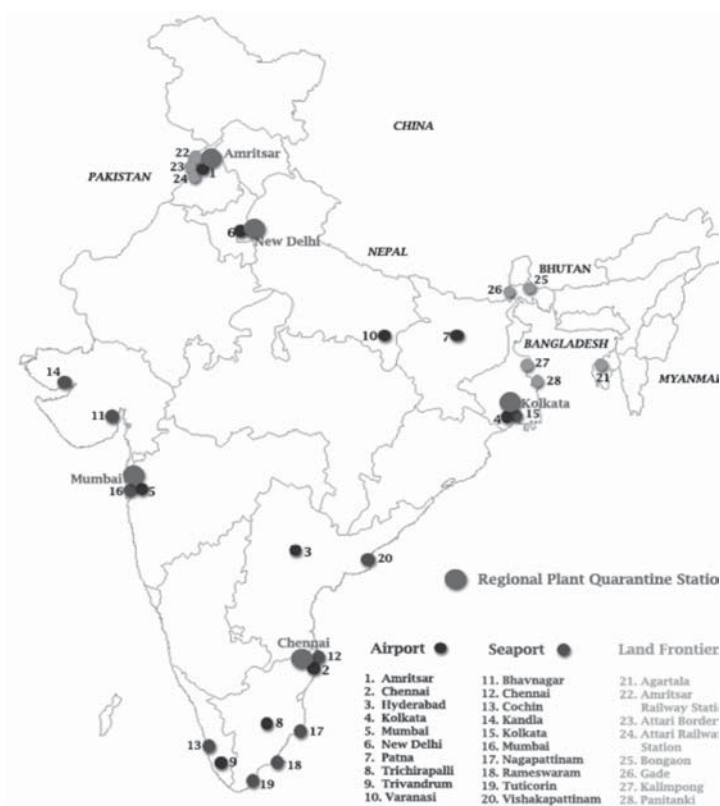 CHINA
22
Amritsar
23
1
PAKISTAN
24
6
New Delhi
NEPAL
BHUTAN
25
26
10
7
BANGLADESH
14
27
21
28
MYANMAR
Kolkata
11
4
15
Mumbai
16
5
3
20
Regional Plant Quarantine Statio
Chennai
12
2
Airport
1. Amritsar
2. Chennai
3. Hyderabad
4. Kolkata
5. Mumbai
6. New Delhi
7. Patna
8. Trichirapalli
9. Trivandrum
10. Varanasi
Seaport
11. Bhavnagar
12. Chennai
13. Cochin
14. Kandla
15. Kolkata
16. Mumbai
17. Nagapattinam
18. Rameswaram
19. Tuticorin
20. Vishakapattinam
Land Frontier
21. Agartala
22. Amritsar
Railway Stati
23. Attari Border
24. Attari Railway
Station
25. Bongaon
26. Gade
27. Kalimpong
28. Panitanki
8
17
13
9
18
19